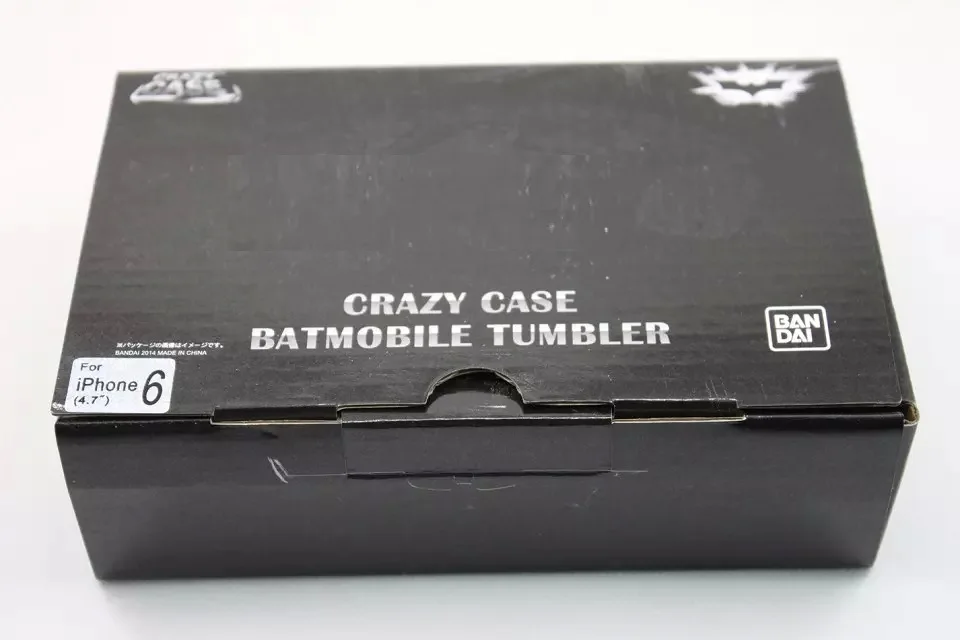 CRAZY
CASE
CRAZY CASE
BATMOBILE TUMBLER
BAN
DAI
※パッケージの画像はイメージです。
BANDAI 2014 MADE IN CHINA
For
iPhone 6
(4.7")